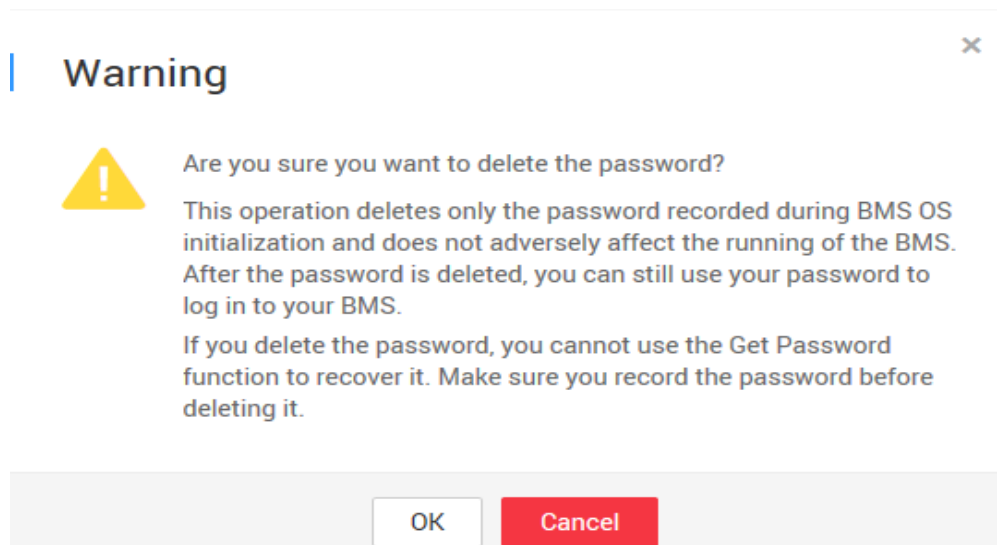 Warning
Are you sure you want to delete the password?
This operation deletes only the password recorded during BMS OS
initialization and does not adversely affect the running of the BMS.
After the password is deleted, you can still use your password to
log in to your BMS.
If you delete the password, you cannot use the Get Password
function to recover it. Make sure you record the password before
deleting it.
OK Cancel